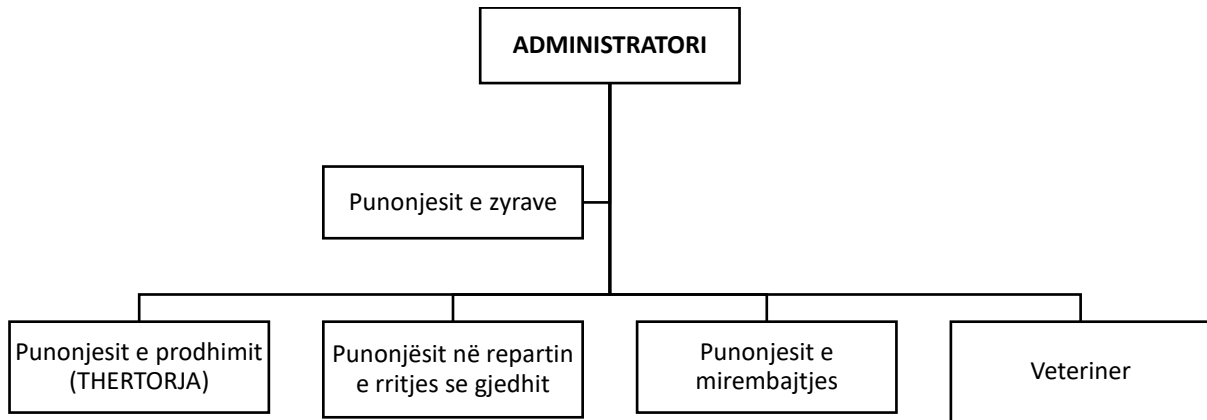 ADMINISTRATORI
Punonjesit e zyrave
Punonjesit e prodhimit
(THERTORJA)
Punonjësit në repartin
e rritjes se gjedhit
Punonjesit e
mirembajtjes
Veteriner